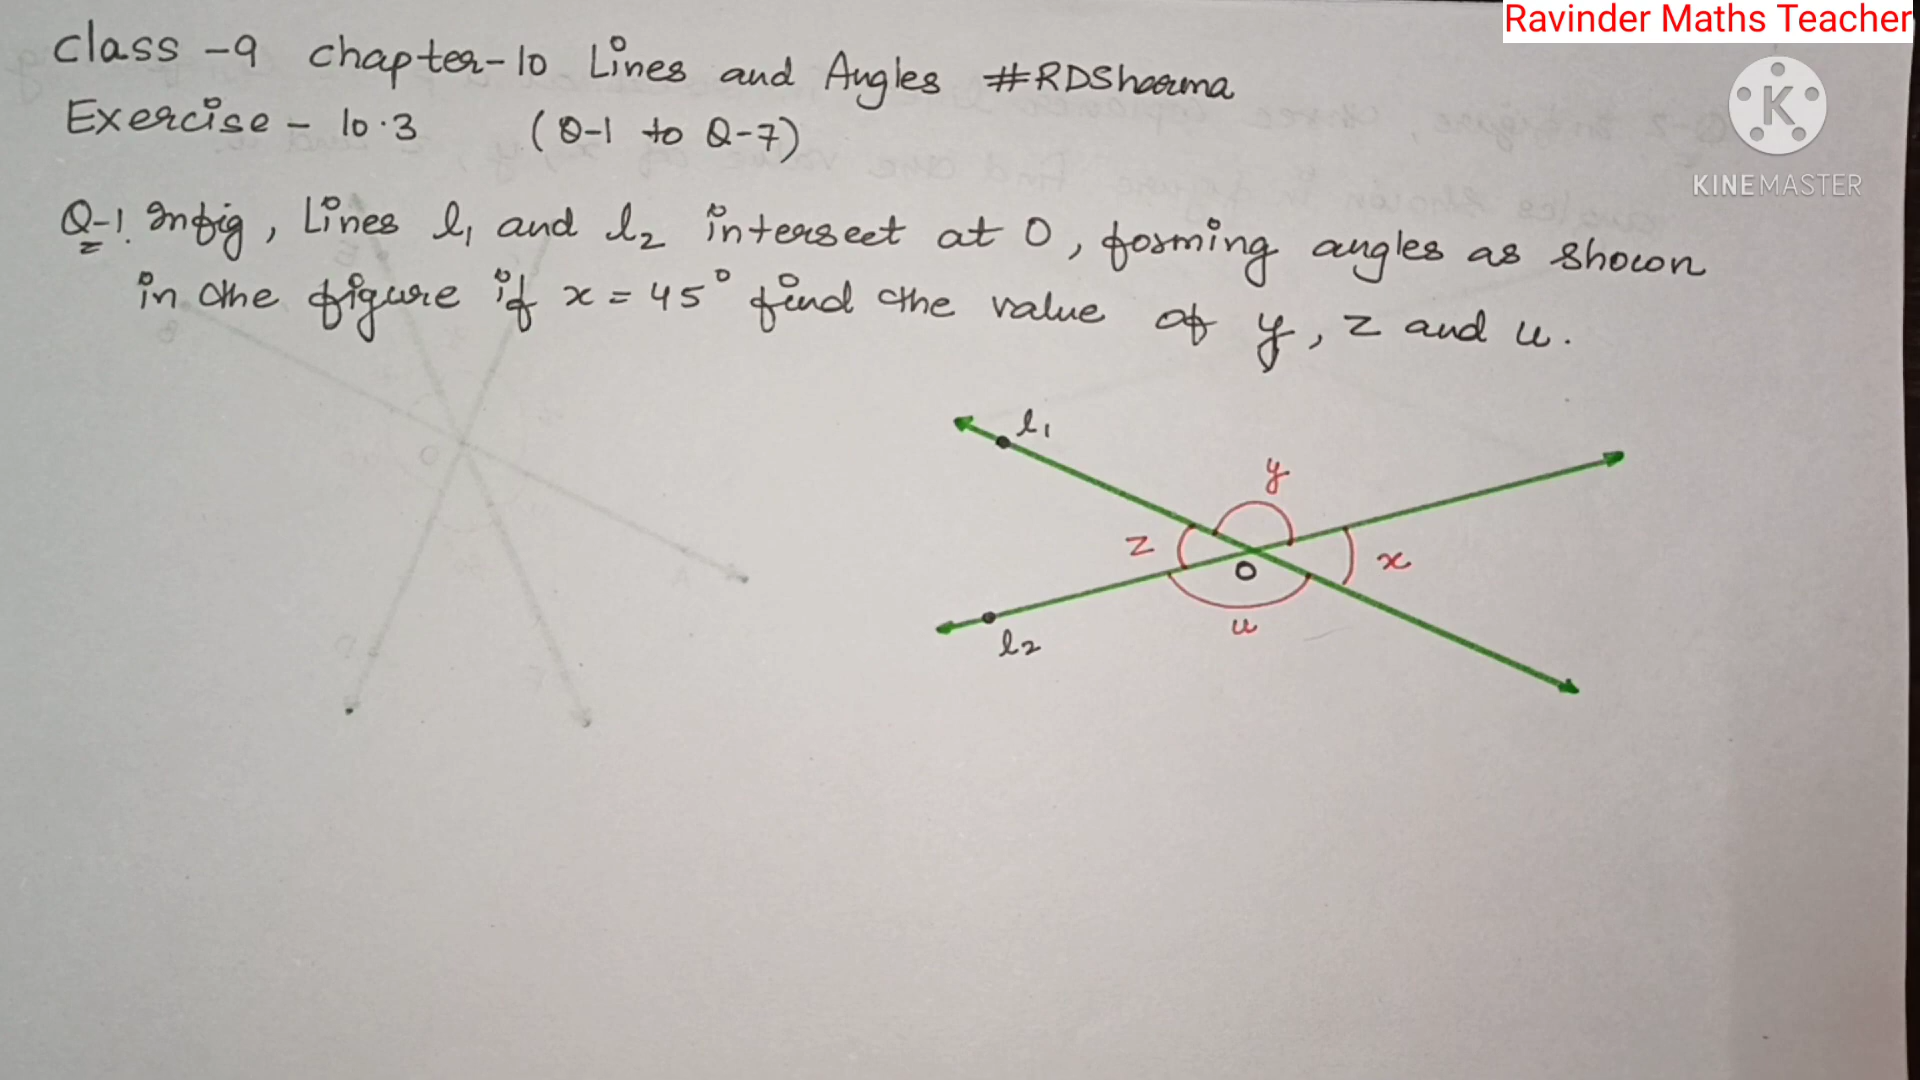 Ravinder Maths Teacher
Class -9 Chapter-10 Lines and Angles #RDSharma
Exercise - 10.3 (Q-1 to Q-7)
KINEMASTER
Q-1. In fig, Lines l1 and l2 intersect at O, forming angles as shown
in the figure if x = 45° find the value of y, z and u.
l1
y
z
x
O
u
l2